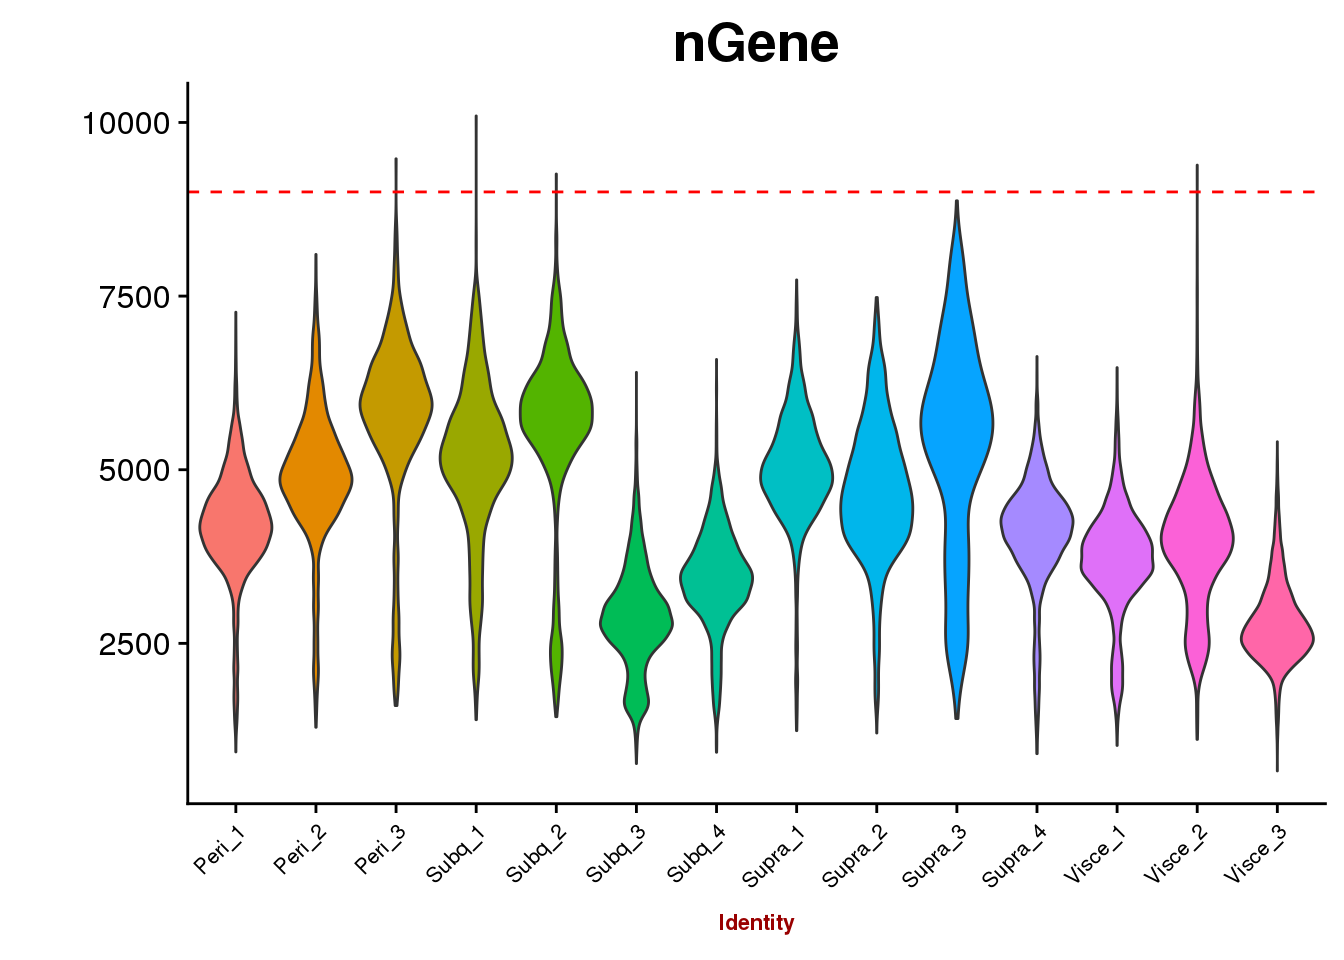 nGene
10000
7500
5000
2500
Peri_1
Peri_2
Peri_3
Subq_1
Subq_2
Subq_3
Subq_4
Supra_1
Supra_2
Supra_3
Supra_4
Visce_1
Visce_2
Visce_3
Identity